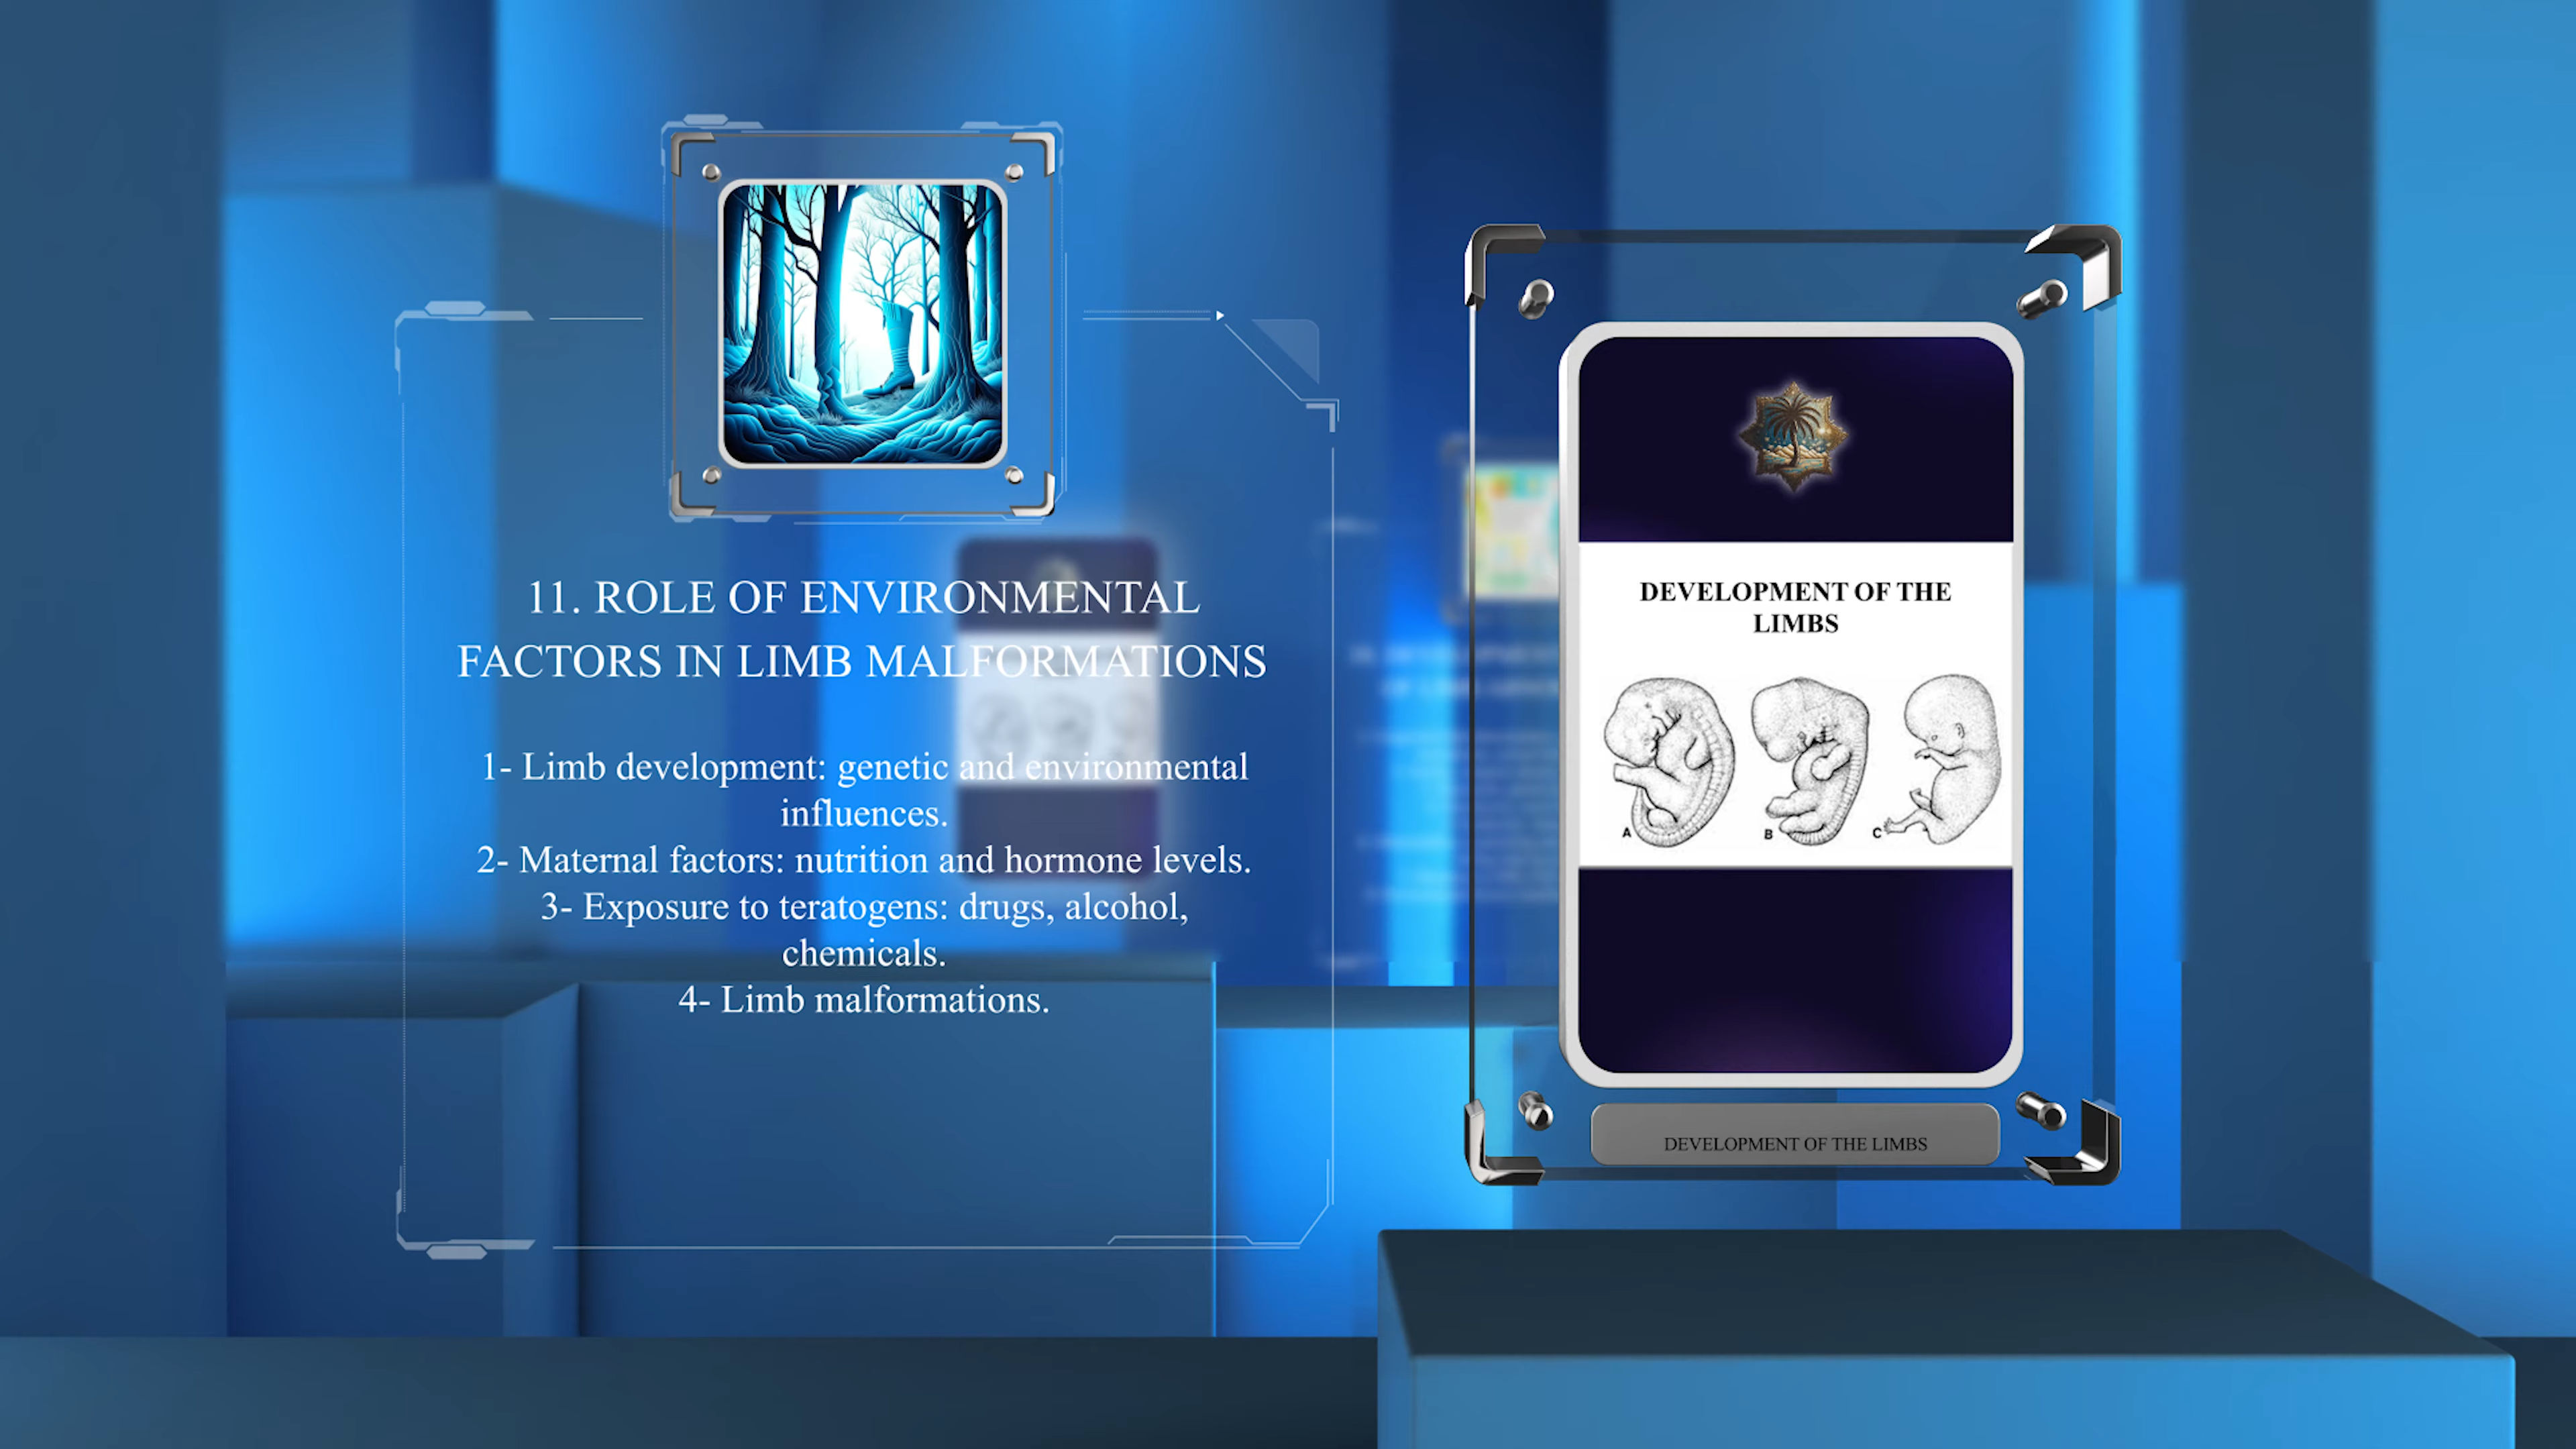 11. ROLE OF ENVIRONMENTAL
FACTORS IN LIMB MALFORMATIONS
1- Limb development: genetic and environmental
influences.
2- Maternal factors: nutrition and hormone levels.
3- Exposure to teratogens: drugs, alcohol,
chemicals.
4- Limb malformations.
DEVELOPMENT OF THE
LIMBS
A B C
DEVELOPMENT OF THE LIMBS